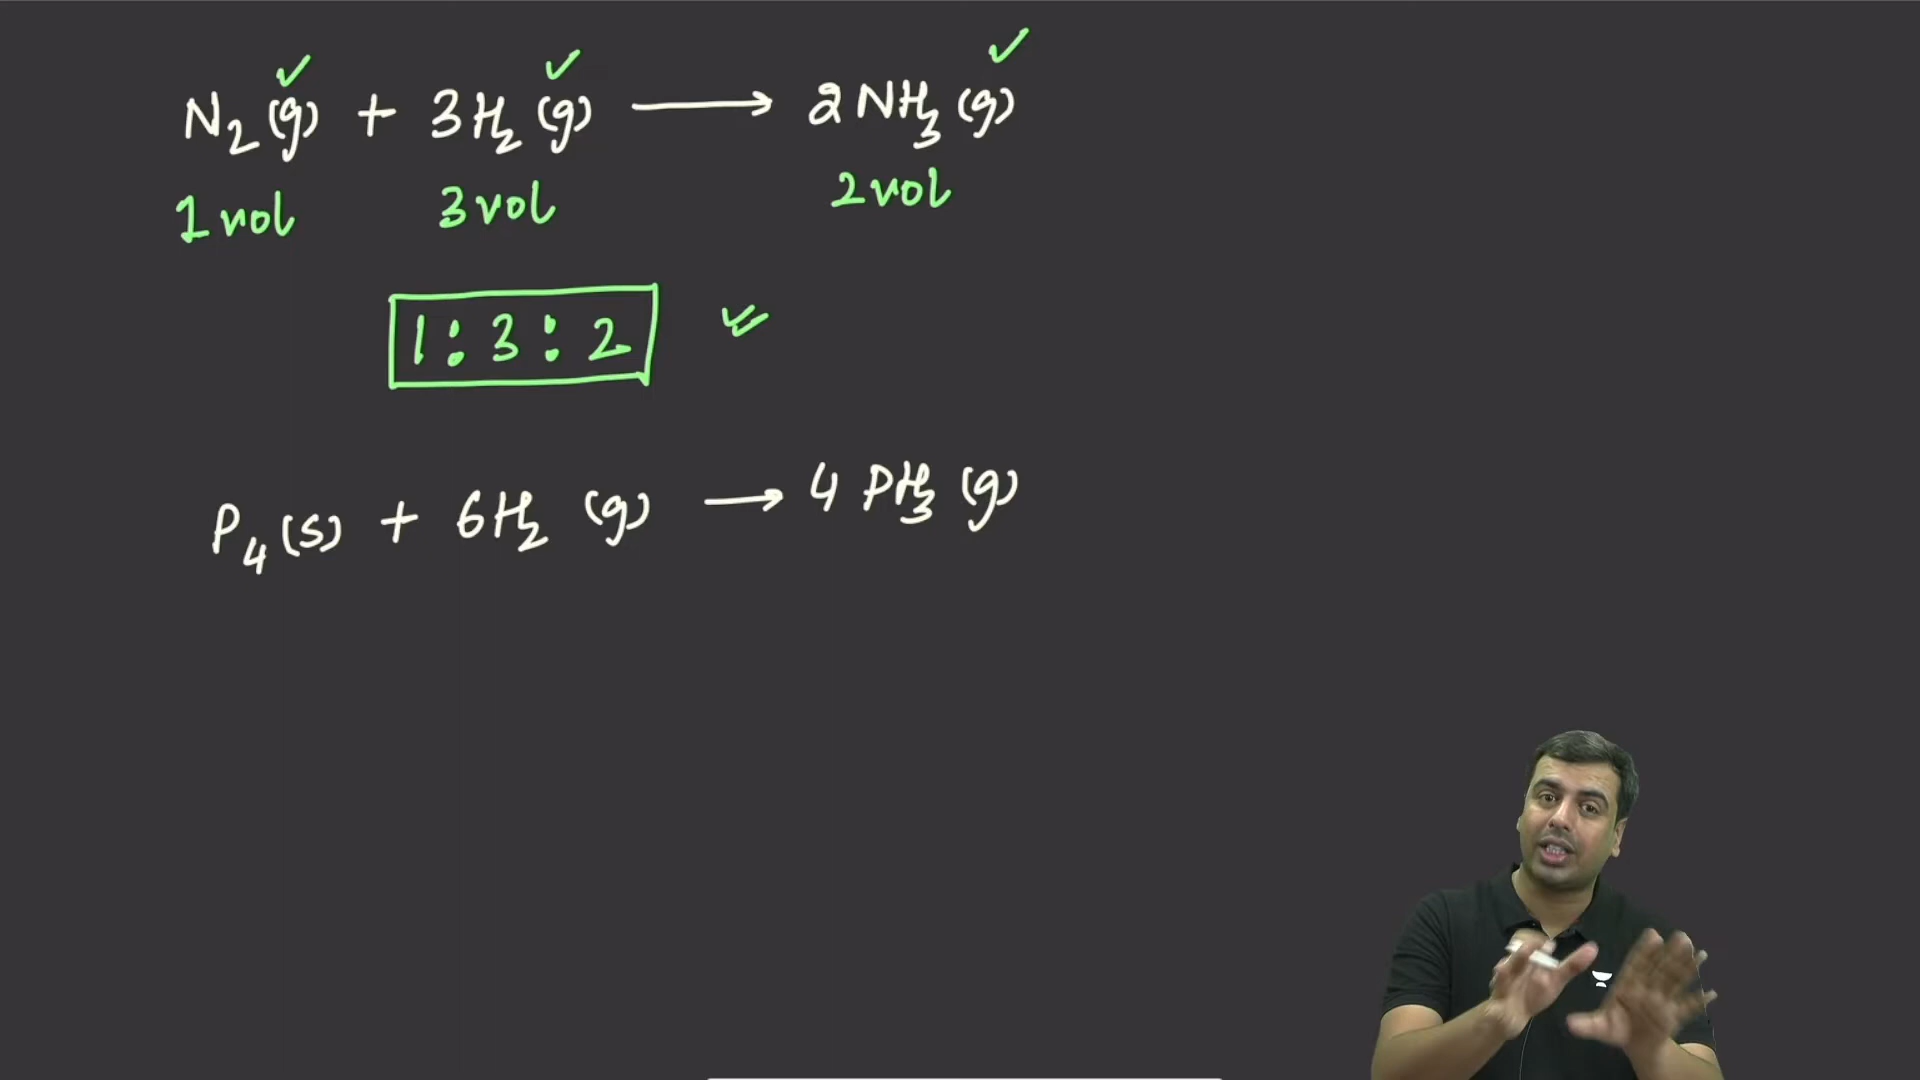 N₂(g) + 3H₂(g) ⟶ 2NH₃(g)
1 vol 3 vol 2 vol
1 : 3 : 2
P₄(s) + 6H₂(g) ⟶ 4PH₃(g)